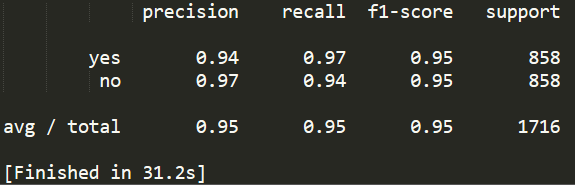 precision recall f1-score support
yes 0.94 0.97 0.95 858
no 0.97 0.94 0.95 858
avg / total 0.95 0.95 0.95 1716
[Finished in 31.2s]